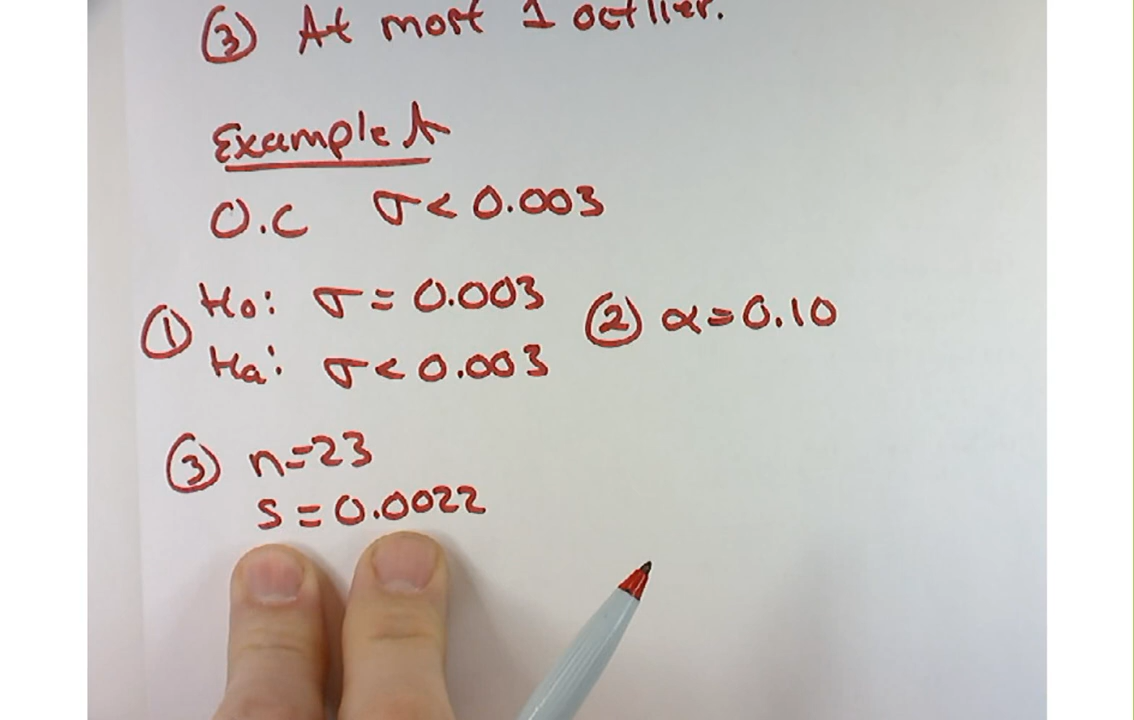 ③ At most 1 outlier.
Example A
O.C σ < 0.003
① Ho: σ = 0.003
Ha: σ < 0.003
② α = 0.10
③ n=23
s = 0.0022